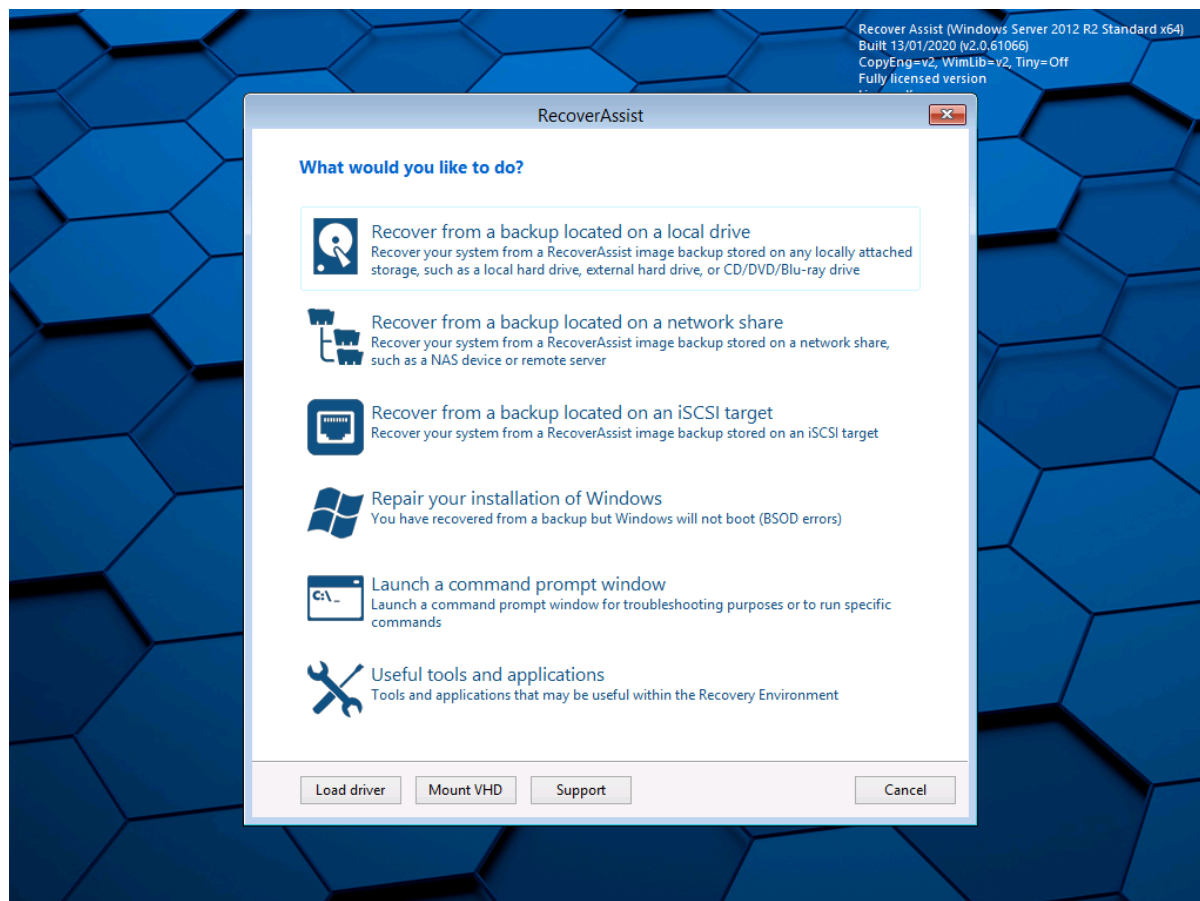 Recover Assist (Windows Server 2012 R2 Standard x64)
Built 13/01/2020 (v2.0.61066)
CopyEng=v2, WimLib=v2, Tiny=Off
Fully licensed version
RecoverAssist
What would you like to do?
Recover from a backup located on a local drive
Recover your system from a RecoverAssist image backup stored on any locally attached
storage, such as a local hard drive, external hard drive, or CD/DVD/Blu-ray drive
Recover from a backup located on a network share
Recover your system from a RecoverAssist image backup stored on a network share,
such as a NAS device or remote server
Recover from a backup located on an iSCSI target
Recover your system from a RecoverAssist image backup stored on an iSCSI target
Repair your installation of Windows
You have recovered from a backup but Windows will not boot (BSOD errors)
C:\_
Launch a command prompt window
Launch a command prompt window for troubleshooting purposes or to run specific
commands
Useful tools and applications
Tools and applications that may be useful within the Recovery Environment
Load driver
Mount VHD
Support
Cancel